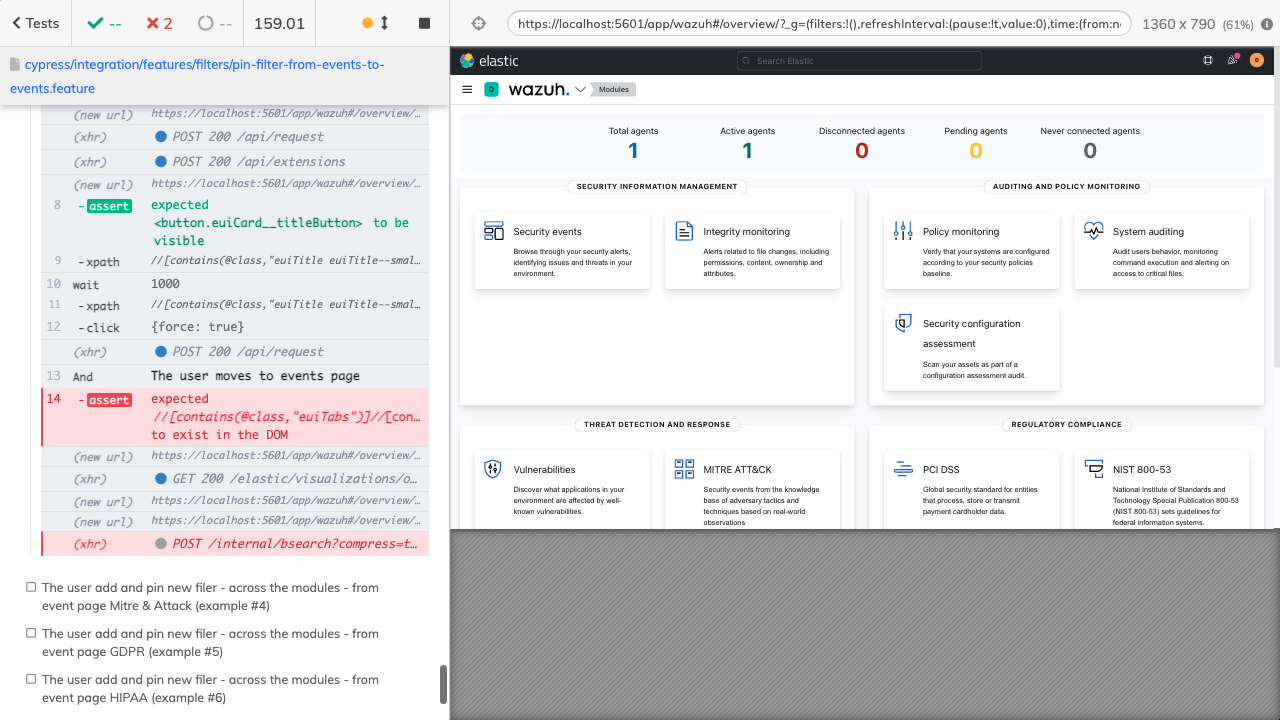 Tests
--
2
--
159.01
cypress/integration/features/filters/pin-filter-from-events-to-
events.feature
(new url) https://localhost:5601/app/wazuh#/overview/…
(xhr) POST 200 /api/request
(xhr) POST 200 /api/extensions
(new url) https://localhost:5601/app/wazuh#/overview/…
8 -assert expected
<button.euiCard__titleButton> to be
visible
9 -xpath //[contains(@class,"euiTitle euiTitle--smal…
10 wait 1000
11 -xpath //[contains(@class,"euiTitle euiTitle--smal…
12 -click {force: true}
(xhr) POST 200 /api/request
13 And The user moves to events page
14 -assert expected
//[contains(@class,"euiTabs")]//[con…
to exist in the DOM
(new url) https://localhost:5601/app/wazuh#/overview/…
(xhr) GET 200 /elastic/visualizations/o…
(new url) https://localhost:5601/app/wazuh#/overview/…
(new url) https://localhost:5601/app/wazuh#/overview/…
(xhr) POST /internal/bsearch?compress=t…
The user add and pin new filer - across the modules - from
event page Mitre & Attack (example #4)
The user add and pin new filer - across the modules - from
event page GDPR (example #5)
The user add and pin new filer - across the modules - from
event page HIPAA (example #6)
https://localhost:5601/app/wazuh#/overview/?_g=(filters:!(),refreshInterval:(pause:!t,value:0),time:(from:n
1360 x 790 (61%)
elastic
Search Elastic
e
D
wazuh.
Modules
Total agents
1
Active agents
1
Disconnected agents
0
Pending agents
0
Never connected agents
0
SECURITY INFORMATION MANAGEMENT
Security events
Browse through your security alerts,
identifying issues and threats in your
environment.
Integrity monitoring
Alerts related to file changes, including
permissions, content, ownership and
attributes.
AUDITING AND POLICY MONITORING
Policy monitoring
Verify that your systems are configured
according to your security policies
baseline.
System auditing
Audit users behavior, monitoring
command execution and alerting on
access to critical files.
Security configuration
assessment
Scan your assets as part of a
configuration assessment audit.
THREAT DETECTION AND RESPONSE
Vulnerabilities
Discover what applications in your
environment are affected by well-
known vulnerabilities.
MITRE ATT&CK
Security events from the knowledge
base of adversary tactics and
techniques based on real-world
observations
REGULATORY COMPLIANCE
PCI DSS
Global security standard for entities
that process, store or transmit
payment cardholder data.
NIST 800-53
National Institute of Standards and
Technology Special Publication 800-53
(NIST 800-53) sets guidelines for
federal information systems.